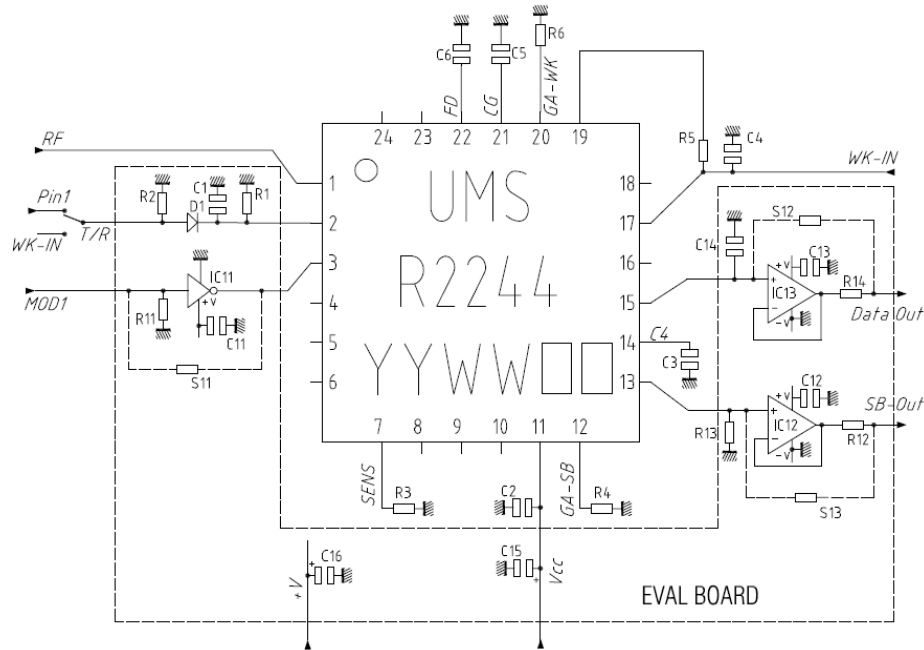 C6
C5
R6
FD
CG
GA-WK
24 23 22 21 20 19
RF
R5
C4
WK-IN
1 18
Pin1
R2
C1
R1
D1
T/R
WK-IN
2 17
UMS
S12
C14
C13
3 16
IC11
+V
MOD1
R11
C11
S11
R2244
4 15
+V
IC13
-V
R14
Data Out
5 14
C4
C3
YYWW
6 13
C12
SB-Out
+V
IC12
-V
R13
R12
S13
7 8 9 10 11 12
SENS
R3
C2
GA-SB
R4
+
C16
+V
C15
+
Vcc
EVAL BOARD